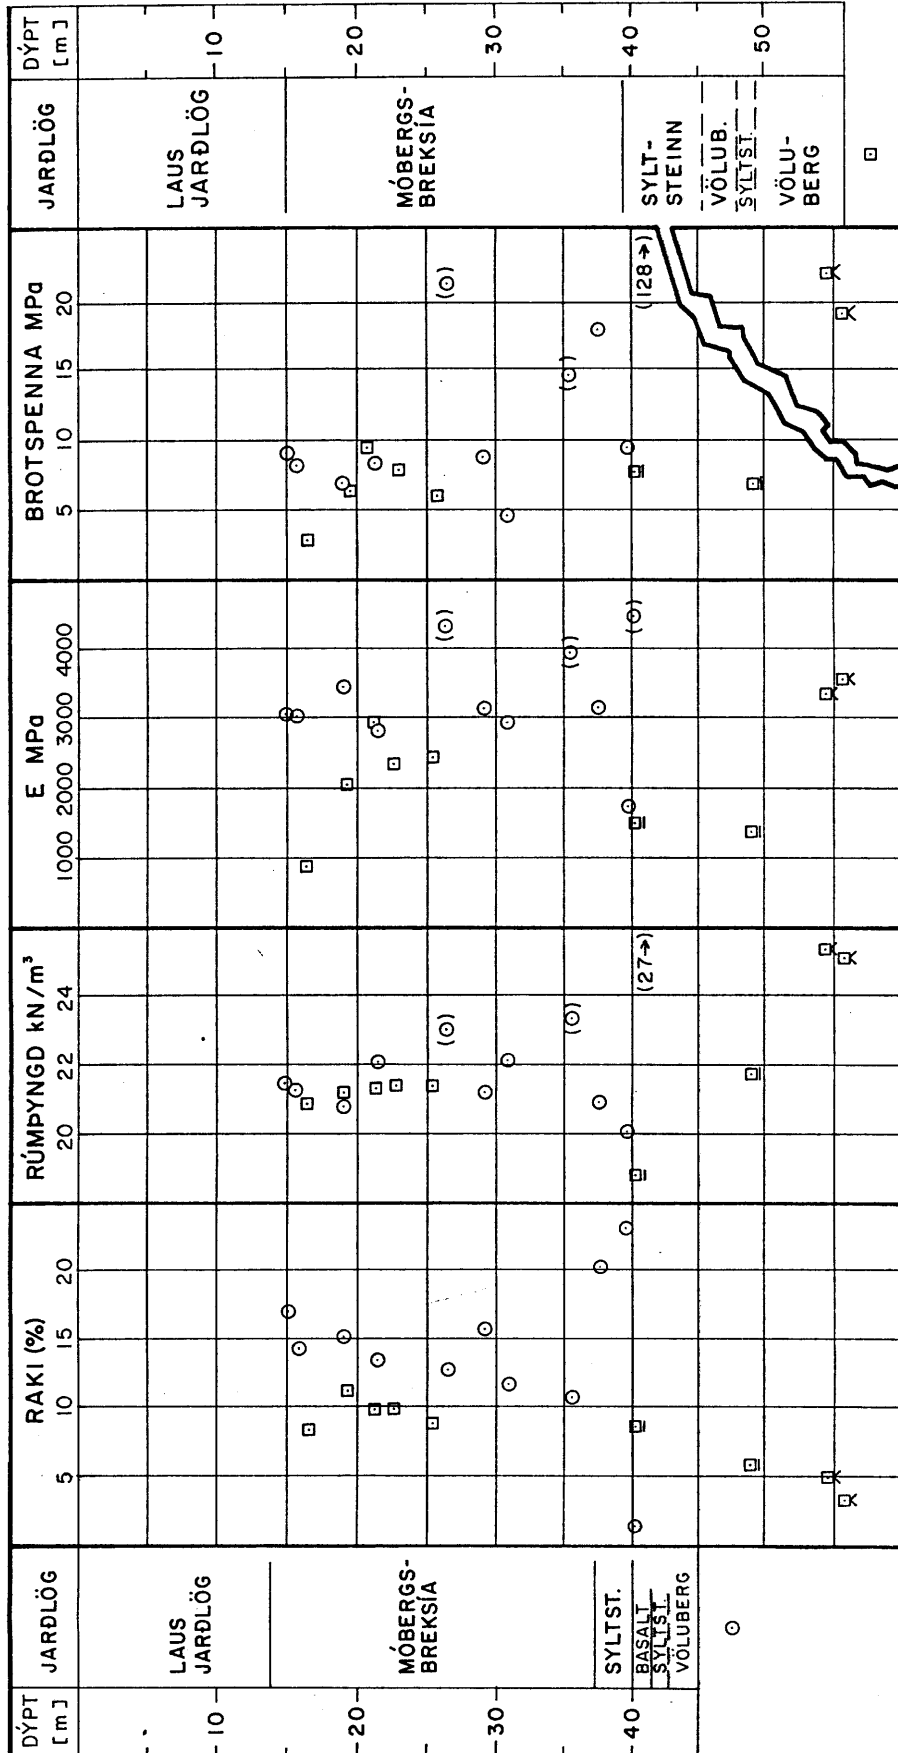 DÝPT
[m]
10
20
30
40
50
JARÐLÖG
LAUS
JARÐLÖG
MÓBERGS-
BREKSÍA
SYLT-
STEINN
VÖLUB.
SYLTST.
VÖLU-
BERG
BROTSPENNA MPa
5
10
15
20
(128→)
E MPa
1000
2000
3000
4000
RÚMÞYNGD kN/m³
20
22
24
(27→)
RAKI (%)
5
10
15
20
JARÐLÖG
LAUS
JARÐLÖG
MÓBERGS-
BREKSÍA
SYLTST.
BASALT
SYLTST.
VÖLUBERG
DÝPT
[m]
10
20
30
40